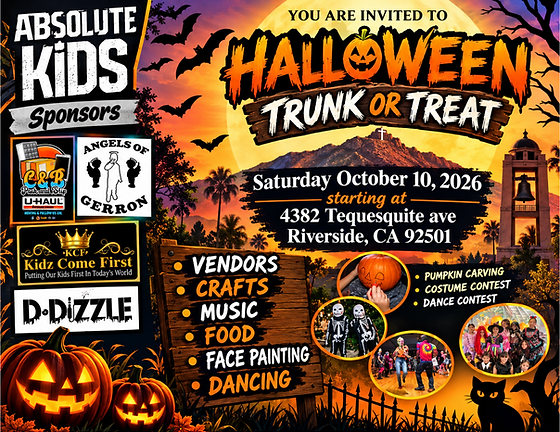 ABSOLUTE
KiDS
Sponsors
C&B
U-HAUL
ANGELS OF
GERRON
KCF
Kidz Come First
Putting Our Kids First In Today's World
D•DiZZLE
YOU ARE INVITED TO
HALLOWEEN
TRUNK OR TREAT
Saturday October 10, 2026
starting at
4382 Tequesquite ave
Riverside, CA 92501
• VENDORS
• CRAFTS
• MUSIC
• FOOD
• FACE PAINTING
• DANCING
• PUMPKIN CARVING
• COSTUME CONTEST
• DANCE CONTEST